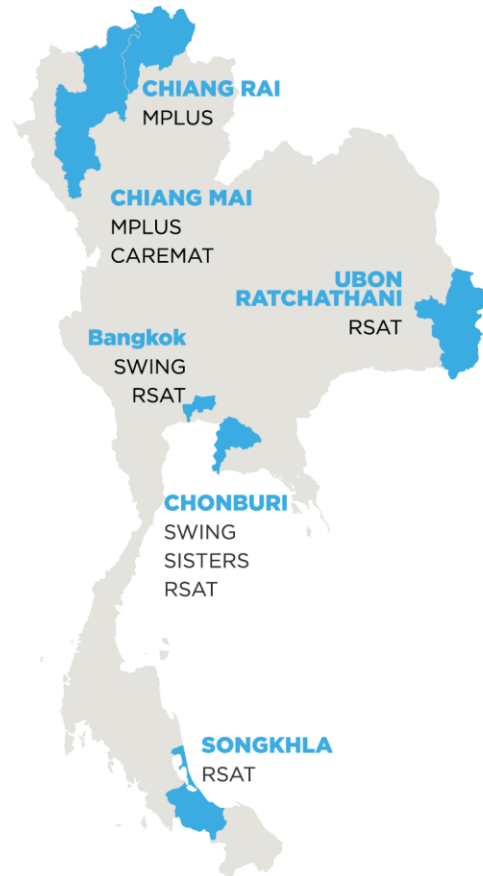 CHIANG RAI
MPLUS
CHIANG MAI
MPLUS
CAREMAT
UBON
RATCHATHANI
RSAT
Bangkok
SWING
RSAT
CHONBURI
SWING
SISTERS
RSAT
SONGKHLA
RSAT